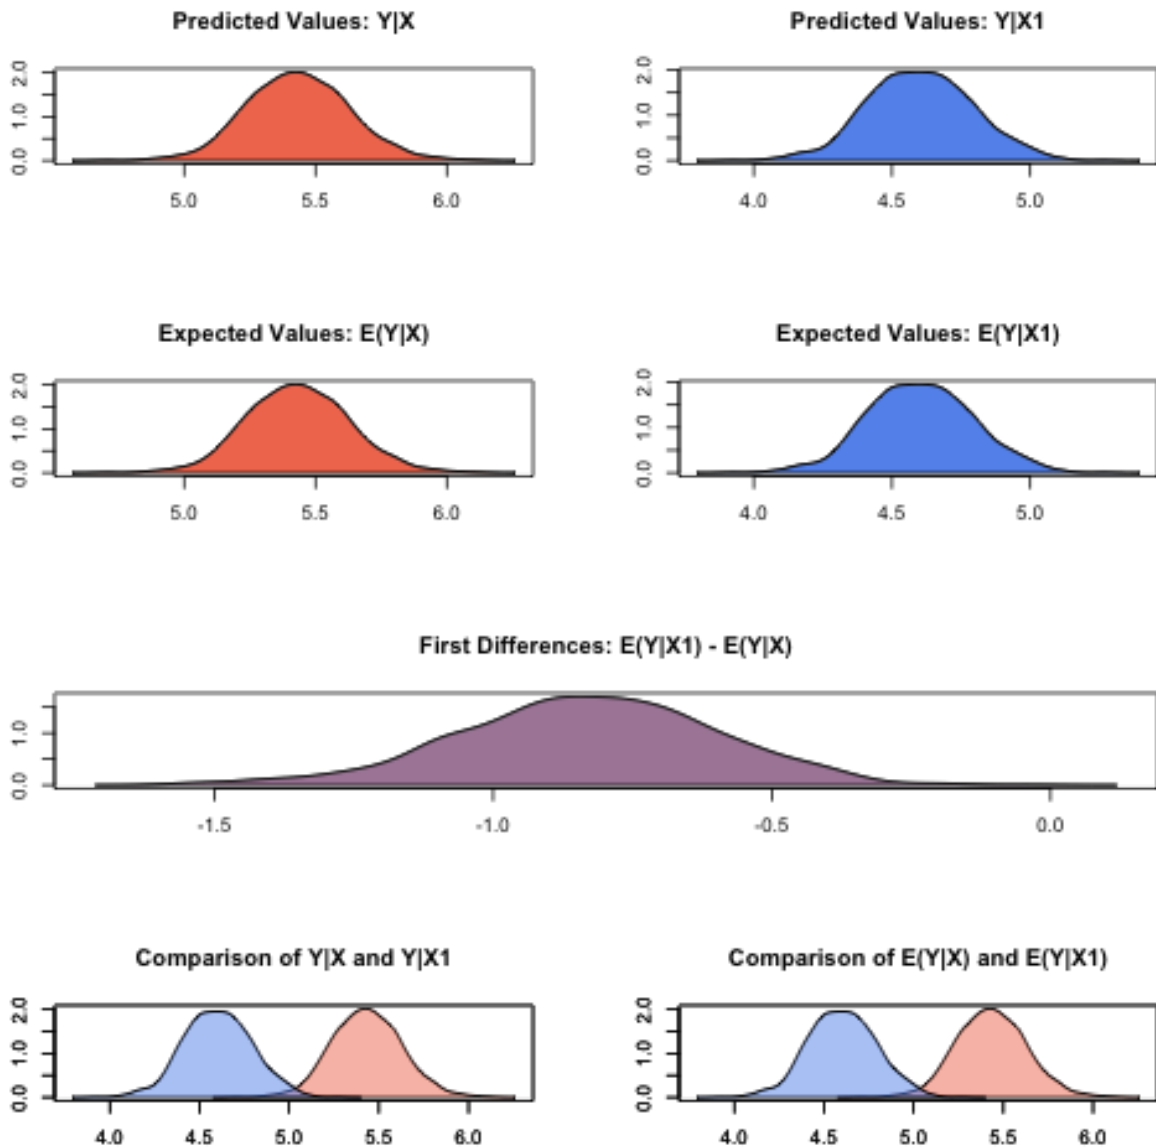 Predicted Values: Y|X
0.0 1.0 2.0
5.0 5.5 6.0
Predicted Values: Y|X1
0.0 1.0 2.0
4.0 4.5 5.0
Expected Values: E(Y|X)
0.0 1.0 2.0
5.0 5.5 6.0
Expected Values: E(Y|X1)
0.0 1.0 2.0
4.0 4.5 5.0
First Differences: E(Y|X1) - E(Y|X)
0.0 1.0
-1.5 -1.0 -0.5 0.0
Comparison of Y|X and Y|X1
0.0 1.0 2.0
4.0 4.5 5.0 5.5 6.0
Comparison of E(Y|X) and E(Y|X1)
0.0 1.0 2.0
4.0 4.5 5.0 5.5 6.0